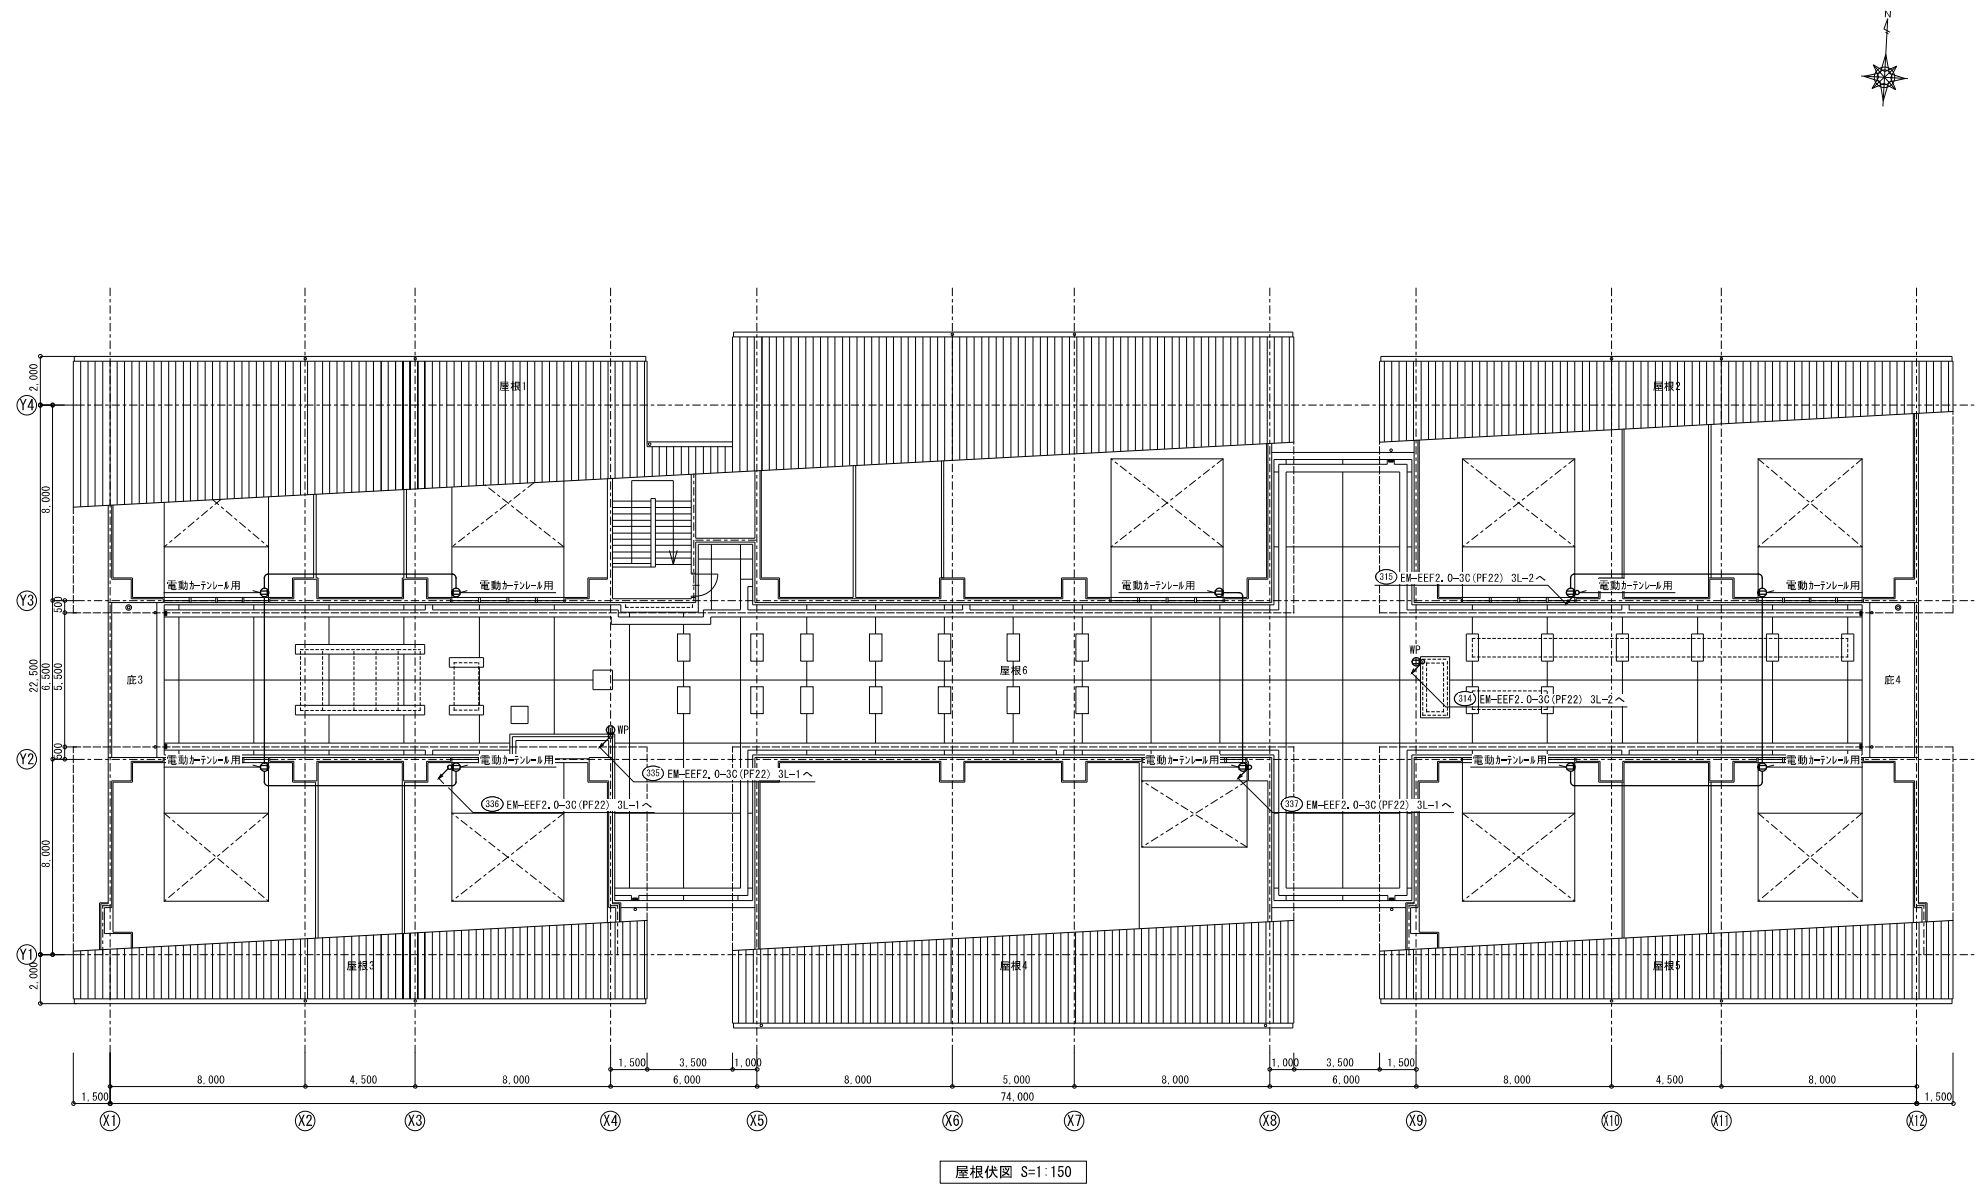 N
屋根1
屋根2
2,000
Y4
8,000
電動カーテンレール用
電動カーテンレール用
電動カーテンレール用
315 EM-EEF2.0-3C(PF22) 3L-2へ
電動カーテンレール用
電動カーテンレール用
Y3
500
WP
屋根6
庇3
庇4
22,500
6,500
5,500
314 EM-EEF2.0-3C(PF22) 3L-2へ
WP
500
Y2
電動カーテンレール用
電動カーテンレール用
電動カーテンレール用
電動カーテンレール用
電動カーテンレール用
335 EM-EEF2.0-3C(PF22) 3L-1へ
336 EM-EEF2.0-3C(PF22) 3L-1へ
337 EM-EEF2.0-3C(PF22) 3L-1へ
8,000
Y1
屋根3
屋根4
屋根5
2,000
1,500 3,500 1,000 1,000 3,500 1,500
8,000 4,500 8,000 6,000 8,000 5,000 8,000 6,000 8,000 4,500 8,000
1,500 74,000 1,500
X1 X2 X3 X4 X5 X6 X7 X8 X9 X10 X11 X12
屋根伏図 S=1:150